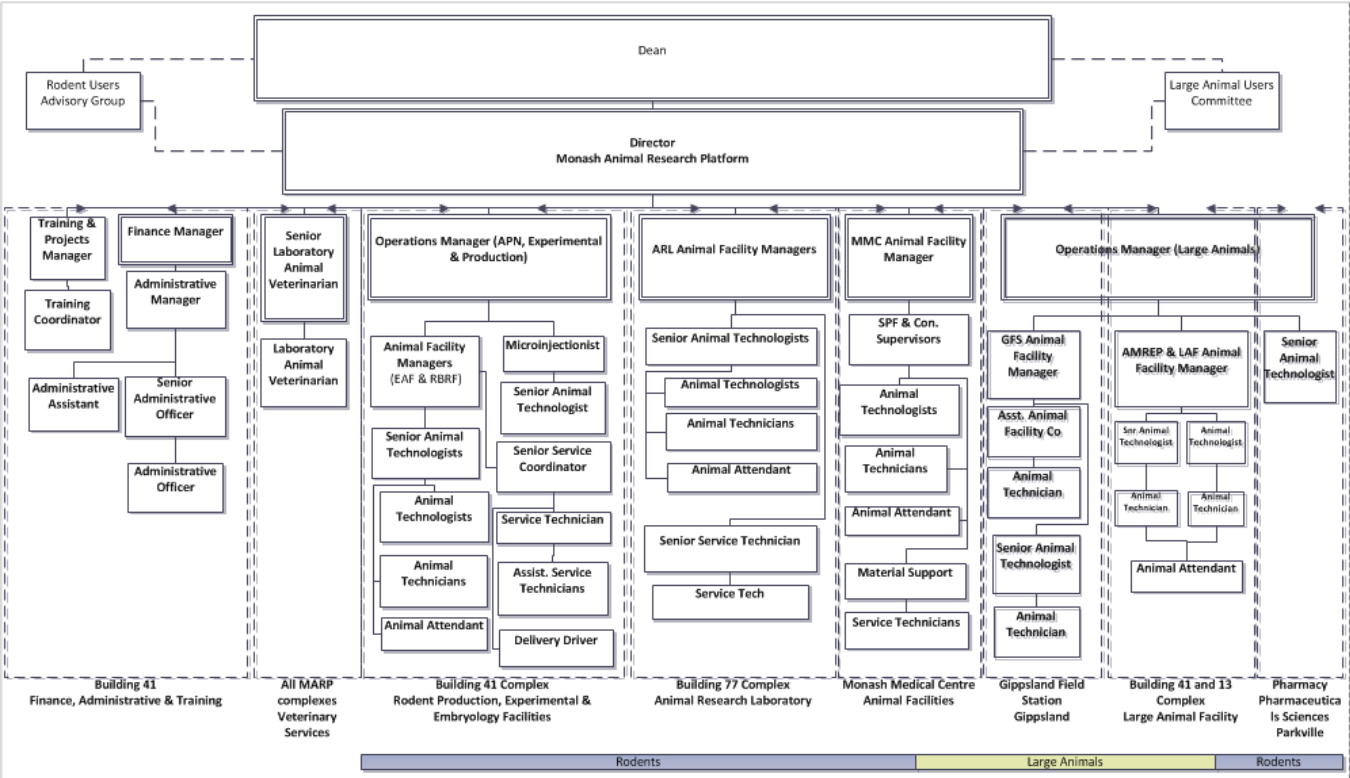 Dean
Rodent Users
Advisory Group
Large Animal Users
Committee
Director
Monash Animal Research Platform
Training &
Projects
Manager
Training
Coordinator
Finance Manager
Administrative
Manager
Administrative
Assistant
Senior
Administrative
Officer
Administrative
Officer
Building 41
Finance, Administrative & Training
Senior
Laboratory
Animal
Veterinarian
Laboratory
Animal
Veterinarian
All MARP
complexes
Veterinary
Services
Operations Manager (APN, Experimental
& Production)
Animal Facility
Managers
(EAF & RBRF)
Senior Animal
Technologists
Animal
Technologists
Animal
Technicians
Animal Attendant
Microinjectionist
Senior Animal
Technologist
Senior Service
Coordinator
Service Technician
Assist. Service
Technicians
Delivery Driver
Building 41 Complex
Rodent Production, Experimental &
Embryology Facilities
ARL Animal Facility Managers
Senior Animal Technologists
Animal Technologists
Animal Technicians
Animal Attendant
Senior Service Technician
Service Tech
Building 77 Complex
Animal Research Laboratory
MMC Animal Facility
Manager
SPF & Con.
Supervisors
Animal
Technologists
Animal
Technicians
Animal Attendant
Material Support
Service Technicians
Monash Medical Centre
Animal Facilities
Operations Manager (Large Animals)
GFS Animal
Facility
Manager
Asst. Animal
Facility Co
Animal
Technician
Senior Animal
Technologist
Animal
Technician
Gippsland Field
Station
Gippsland
AMREP & LAF Animal
Facility Manager
Snr Animal
Technologist
Animal
Technologist
Animal
Technician
Animal
Technician
Animal Attendant
Building 41 and 13
Complex
Large Animal Facility
Senior
Animal
Technologist
Pharmacy
Pharmaceutica
ls Sciences
Parkville
Rodents
Large Animals
Rodents